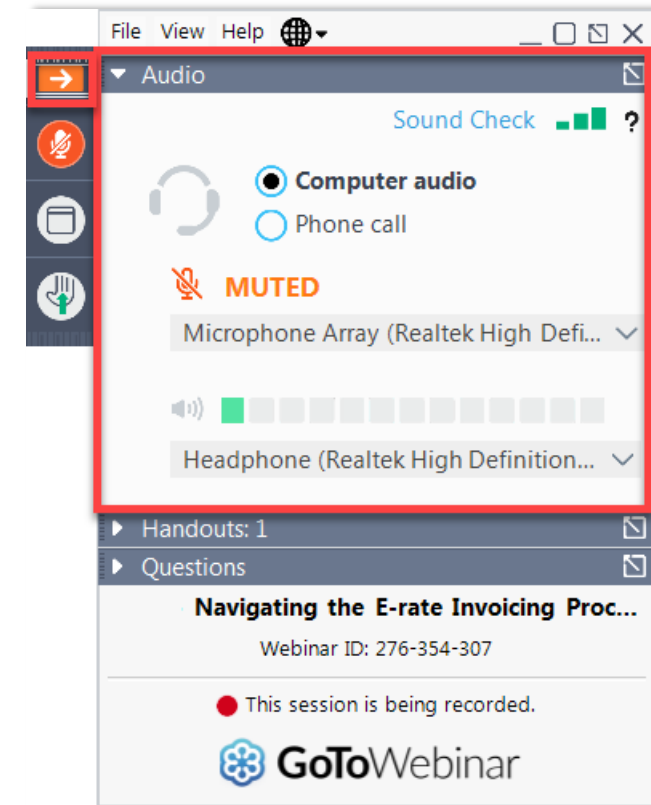 File View Help
Audio
Sound Check ?
Computer audio
Phone call
MUTED
Microphone Array (Realtek High Defi...
Headphone (Realtek High Definition...
Handouts: 1
Questions
Navigating the E-rate Invoicing Proc...
Webinar ID: 276-354-307
This session is being recorded.
GoToWebinar